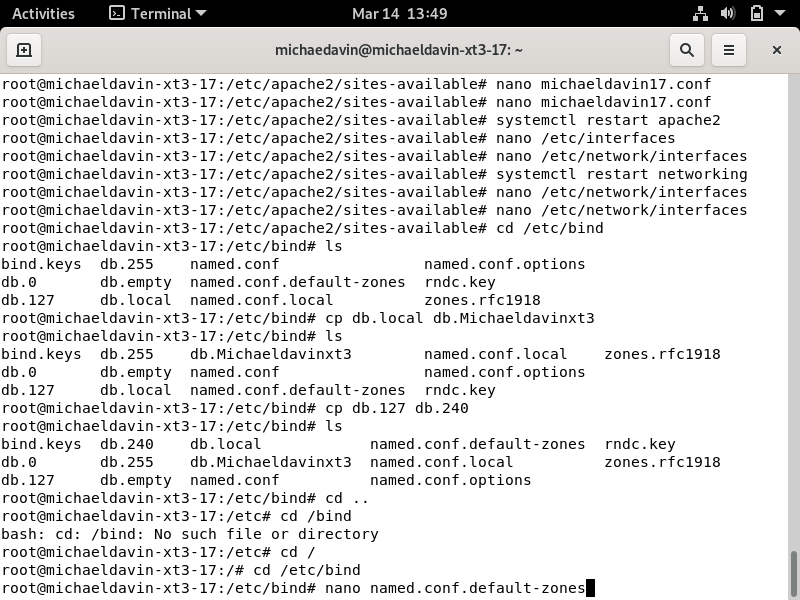 Activities Terminal Mar 14 13:49
michaedavin@michaeldavin-xt3-17: ~
root@michaeldavin-xt3-17:/etc/apache2/sites-available# nano michaeldavin17.conf
root@michaeldavin-xt3-17:/etc/apache2/sites-available# nano michaeldavin17.conf
root@michaeldavin-xt3-17:/etc/apache2/sites-available# systemctl restart apache2
root@michaeldavin-xt3-17:/etc/apache2/sites-available# nano /etc/interfaces
root@michaeldavin-xt3-17:/etc/apache2/sites-available# nano /etc/network/interfaces
root@michaeldavin-xt3-17:/etc/apache2/sites-available# systemctl restart networking
root@michaeldavin-xt3-17:/etc/apache2/sites-available# nano /etc/network/interfaces
root@michaeldavin-xt3-17:/etc/apache2/sites-available# nano /etc/network/interfaces
root@michaeldavin-xt3-17:/etc/apache2/sites-available# cd /etc/bind
root@michaeldavin-xt3-17:/etc/bind# ls
bind.keys  db.255    named.conf                named.conf.options
db.0       db.empty  named.conf.default-zones  rndc.key
db.127     db.local  named.conf.local          zones.rfc1918
root@michaeldavin-xt3-17:/etc/bind# cp db.local db.Michaeldavinxt3
root@michaeldavin-xt3-17:/etc/bind# ls
bind.keys  db.255    db.Michaeldavinxt3        named.conf.local    zones.rfc1918
db.0       db.empty  named.conf                named.conf.options
db.127     db.local  named.conf.default-zones  rndc.key
root@michaeldavin-xt3-17:/etc/bind# cp db.127 db.240
root@michaeldavin-xt3-17:/etc/bind# ls
bind.keys  db.240    db.local            named.conf.default-zones  rndc.key
db.0       db.255    db.Michaeldavinxt3  named.conf.local          zones.rfc1918
db.127     db.empty  named.conf          named.conf.options
root@michaeldavin-xt3-17:/etc/bind# cd ..
root@michaeldavin-xt3-17:/etc# cd /bind
bash: cd: /bind: No such file or directory
root@michaeldavin-xt3-17:/etc# cd /
root@michaeldavin-xt3-17:/# cd /etc/bind
root@michaeldavin-xt3-17:/etc/bind# nano named.conf.default-zones